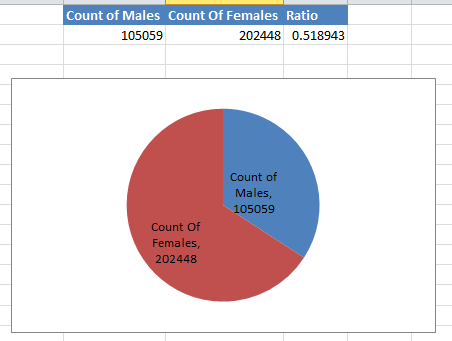 Count of Males Count Of Females Ratio
105059 202448 0.518943
Count of
Males,
105059
Count Of
Females,
202448